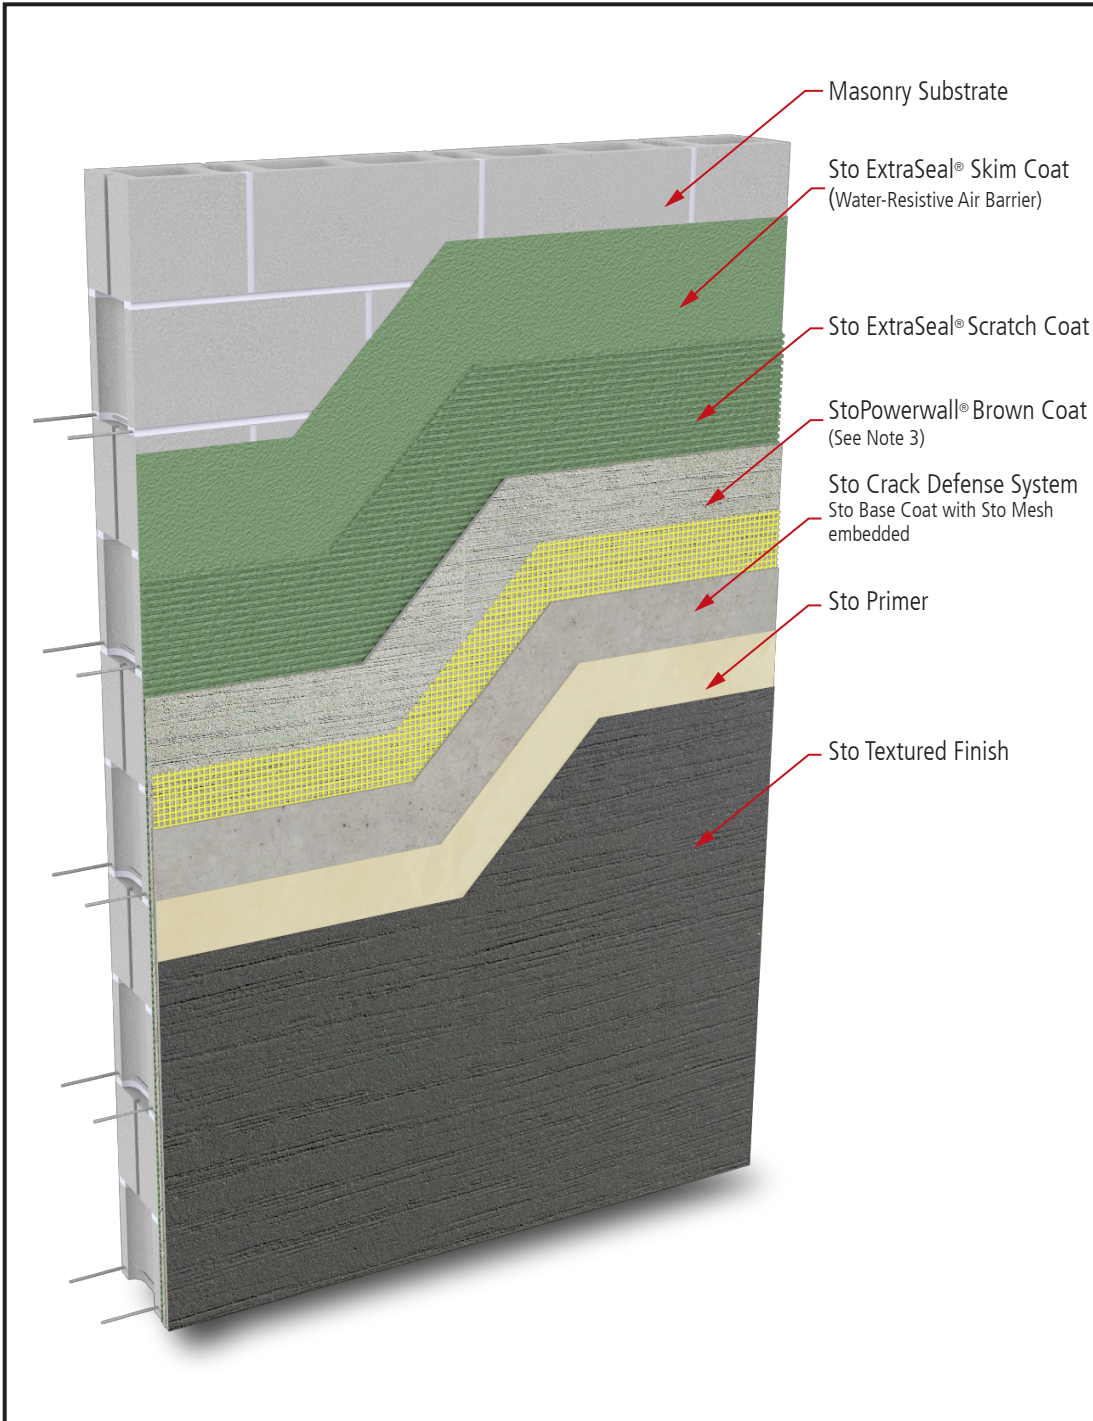 Masonry Substrate
Sto ExtraSeal® Skim Coat
(Water-Resistive Air Barrier)
Sto ExtraSeal® Scratch Coat
StoPowerwall® Brown Coat
(See Note 3)
Sto Crack Defense System
Sto Base Coat with Sto Mesh
embedded
Sto Primer
Sto Textured Finish